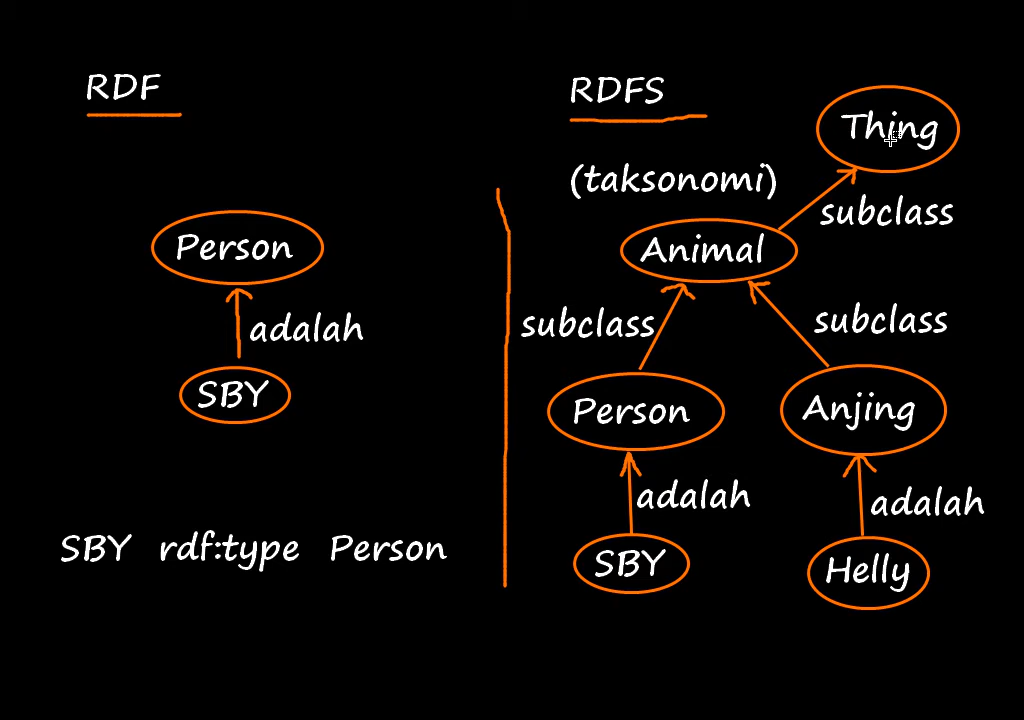 RDF
Person
adalah
SBY
SBY rdf:type Person
RDFS
Thing
(taksonomi)
subclass
Animal
subclass
subclass
Person
Anjing
adalah
adalah
SBY
Helly